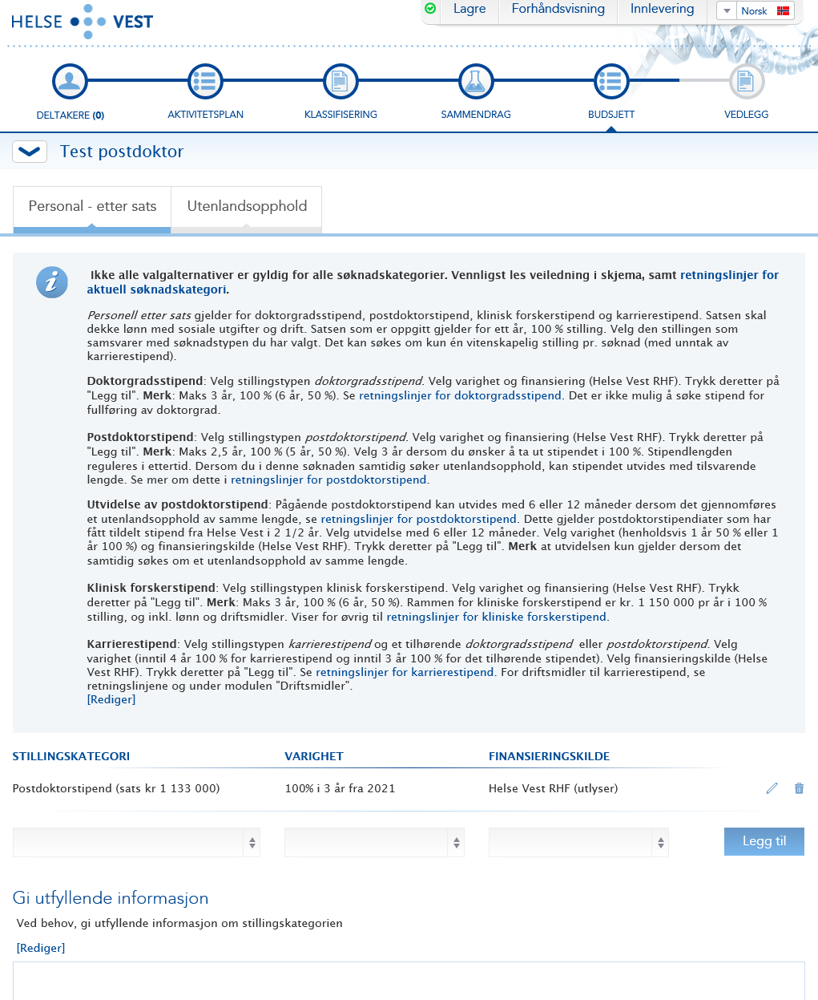 HELSE VEST
Lagre Forhåndsvisning Innlevering Norsk
DELTAKERE (0) AKTIVITETSPLAN KLASSIFISERING SAMMENDRAG BUDSJETT VEDLEGG
Test postdoktor
Personal - etter sats Utenlandsopphold
Ikke alle valgalternativer er gyldig for alle søknadskategorier. Vennligst les veiledning i skjema, samt retningslinjer for
aktuell søknadskategori.
Personell etter sats gjelder for doktorgradsstipend, postdoktorstipend, klinisk forskerstipend og karrierestipend. Satsen skal
dekke lønn med sosiale utgifter og drift. Satsen som er oppgitt gjelder for ett år, 100 % stilling. Velg den stillingen som
samsvarer med søknadstypen du har valgt. Det kan søkes om kun én vitenskapelig stilling pr. søknad (med unntak av
karrierestipend).
Doktorgradsstipend: Velg stillingstypen doktorgradsstipend. Velg varighet og finansiering (Helse Vest RHF). Trykk deretter på
"Legg til". Merk: Maks 3 år, 100 % (6 år, 50 %). Se retningslinjer for doktorgradsstipend. Det er ikke mulig å søke stipend for
fullføring av doktorgrad.
Postdoktorstipend: Velg stillingstypen postdoktorstipend. Velg varighet og finansiering (Helse Vest RHF). Trykk deretter på
"Legg til". Merk: Maks 2,5 år, 100 % (5 år, 50 %). Velg 3 år dersom du ønsker å ta ut stipendet i 100 %. Stipendlengden
reguleres i ettertid. Dersom du i denne søknaden samtidig søker utenlandsopphold, kan stipendet utvides med tilsvarende
lengde. Se mer om dette i retningslinjer for postdoktorstipend.
Utvidelse av postdoktorstipend: Pågående postdoktorstipend kan utvides med 6 eller 12 måneder dersom det gjennomføres
et utenlandsopphold av samme lengde, se retningslinjer for postdoktorstipend. Dette gjelder postdoktorstipendiater som har
fått tildelt stipend fra Helse Vest i 2 1/2 år. Velg utvidelse med 6 eller 12 måneder. Velg varighet (henholdsvis 1 år 50 % eller 1
år 100 %) og finansieringskilde (Helse Vest RHF). Trykk deretter på "Legg til". Merk at utvidelsen kun gjelder dersom det
samtidig søkes om et utenlandsopphold av samme lengde.
Klinisk forskerstipend: Velg stillingstypen klinisk forskerstipend. Velg varighet og finansiering (Helse Vest RHF). Trykk
deretter på "Legg til". Merk: Maks 3 år, 100 % (6 år, 50 %). Rammen for kliniske forskerstipend er kr. 1 150 000 pr år i 100 %
stilling, og inkl. lønn og driftsmidler. Viser for øvrig til retningslinjer for kliniske forskerstipend.
Karrierestipend: Velg stillingstypen karrierestipend og et tilhørende doktorgradsstipend eller postdoktorstipend. Velg
varighet (inntil 4 år 100 % for karrierestipend og inntil 3 år 100 % for det tilhørende stipendet). Velg finansieringskilde (Helse
Vest RHF). Trykk deretter på "Legg til". Se retningslinjer for karrierestipend. For driftsmidler til karrierestipend, se
retningslinjene og under modulen "Driftsmidler".
[Rediger]
STILLINGSKATEGORI VARIGHET FINANSIERINGSKILDE
Postdoktorstipend (sats kr 1 133 000) 100% i 3 år fra 2021 Helse Vest RHF (utlyser)
Legg til
Gi utfyllende informasjon
Ved behov, gi utfyllende informasjon om stillingskategorien
[Rediger]